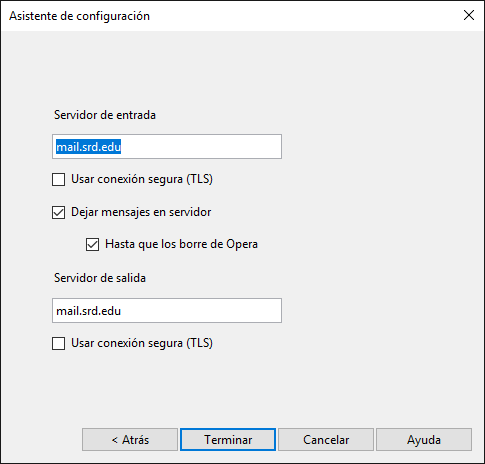 Asistente de configuración
Servidor de entrada
mail.srd.edu
Usar conexión segura (TLS)
Dejar mensajes en servidor
Hasta que los borre de Opera
Servidor de salida
mail.srd.edu
Usar conexión segura (TLS)
< Atrás
Terminar
Cancelar
Ayuda